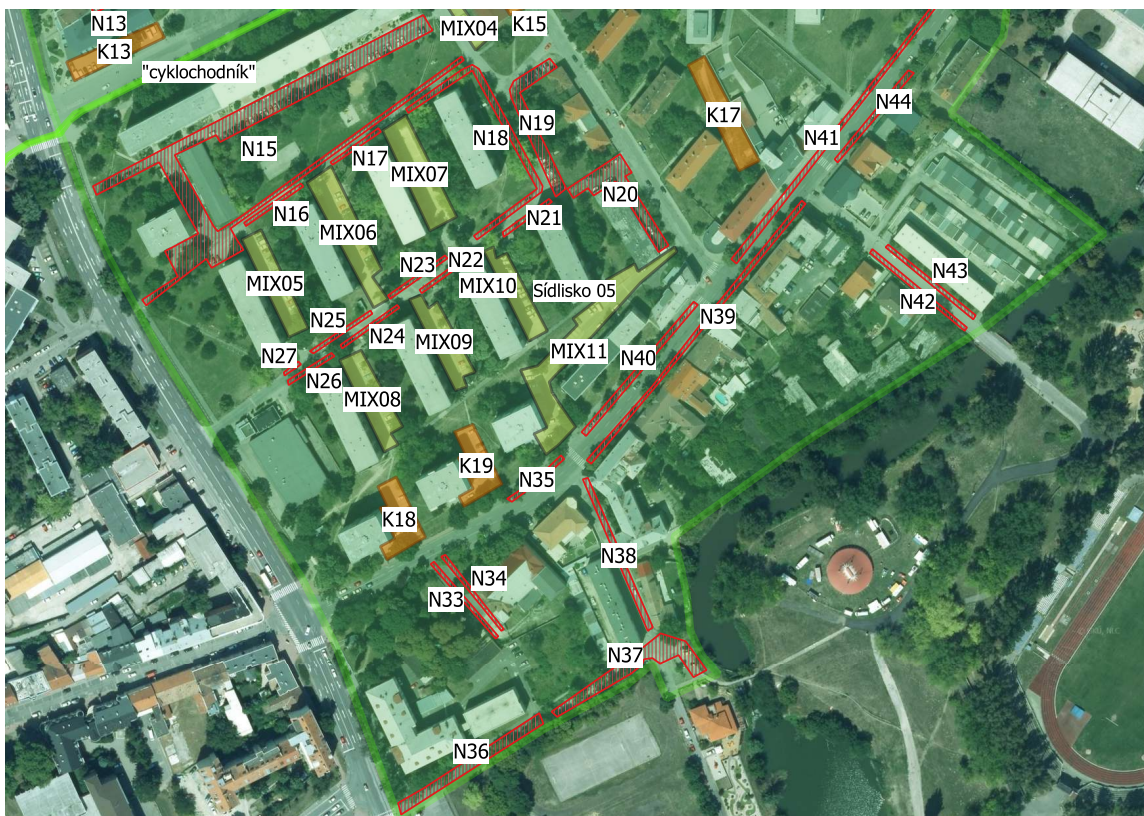 N13
MIX04
K15
K13
"cyklochodník"
N44
K17
N19
N41
N18
N15
N17
MIX07
N20
N16
N21
MIX06
N22
N23
N43
MIX05
MIX10
Sídlisko 05
N42
N39
N25
N24
MIX09
MIX11
N40
N27
N26
MIX08
K19
N35
K18
N38
N34
N33
N37
N36